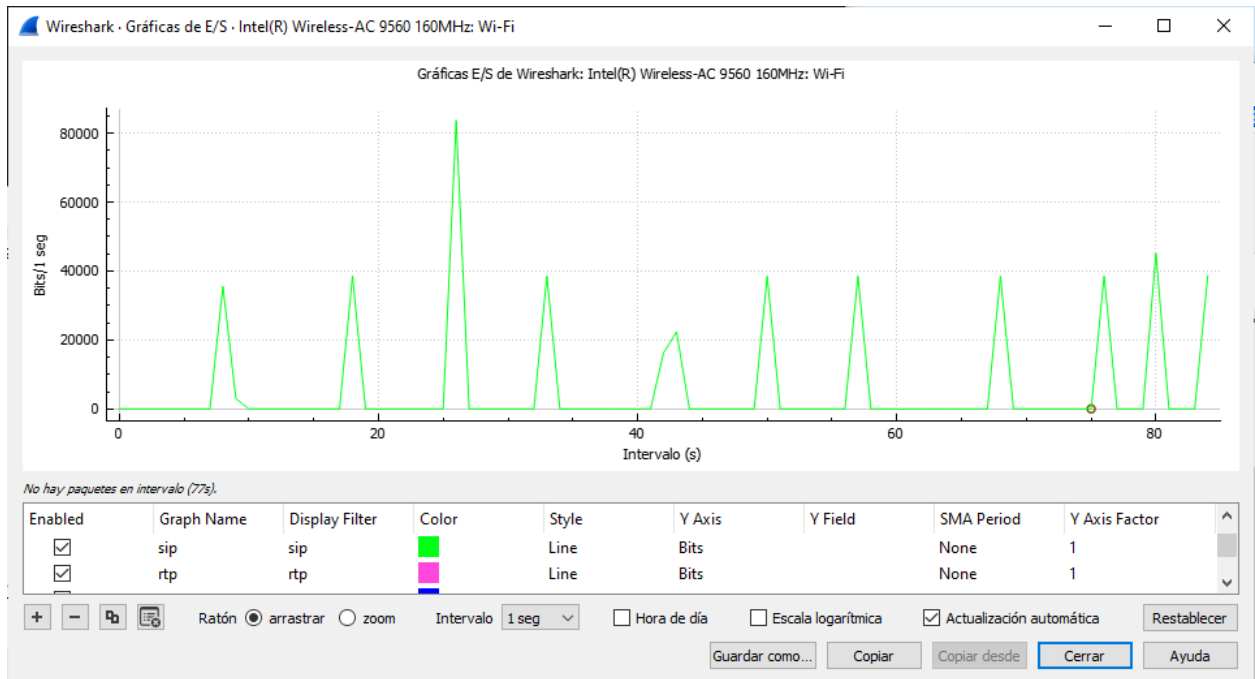 Wireshark · Gráficas de E/S · Intel(R) Wireless-AC 9560 160MHz: Wi-Fi
Gráficas E/S de Wireshark: Intel(R) Wireless-AC 9560 160MHz: Wi-Fi
80000
60000
40000
20000
0
Bits/1 seg
0 20 40 60 80
Intervalo (s)
No hay paquetes en intervalo (77s).
Enabled Graph Name Display Filter Color Style Y Axis Y Field SMA Period Y Axis Factor
sip sip Line Bits None 1
rtp rtp Line Bits None 1
Ratón arrastrar zoom Intervalo 1 seg Hora de día Escala logarítmica Actualización automática Restablecer
Guardar como... Copiar Copiar desde Cerrar Ayuda